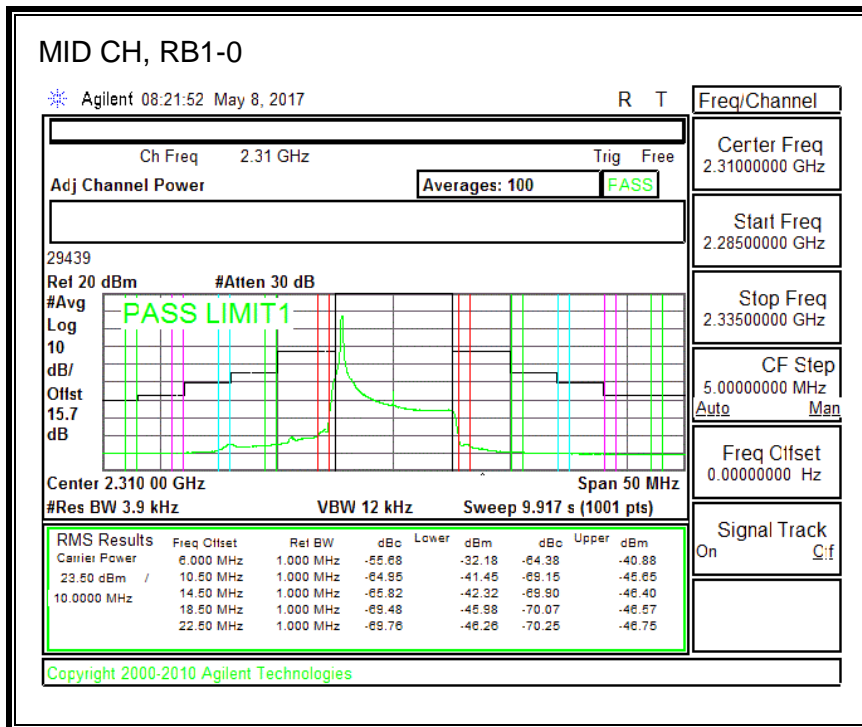 MID CH, RB1-0
Agilent 08:21:52 May 8, 2017 R T
Freq/Channel
Ch Freq 2.31 GHz Trig Free
Adj Channel Power Averages: 100 PASS
29439
Ref 20 dBm #Atten 30 dB
#Avg
Log
10
dB/
Offst
15.7
dB
PASS LIMIT1
Center 2.310 00 GHz Span 50 MHz
#Res BW 3.9 kHz VBW 12 kHz Sweep 9.917 s (1001 pts)
RMS Results Freq Offset Ref BW dBc Lower dBm dBc Upper dBm
Carrier Power 6.000 MHz 1.000 MHz -55.68 -32.18 -64.38 -40.88
23.50 dBm / 10.50 MHz 1.000 MHz -64.95 -41.45 -69.15 -45.65
10.0000 MHz 14.50 MHz 1.000 MHz -65.82 -42.32 -69.90 -46.40
18.50 MHz 1.000 MHz -69.48 -45.98 -70.07 -46.57
22.50 MHz 1.000 MHz -69.76 -46.26 -70.25 -46.75
Copyright 2000-2010 Agilent Technologies
Center Freq
2.31000000 GHz
Start Freq
2.28500000 GHz
Stop Freq
2.33500000 GHz
CF Step
5.00000000 MHz
Auto Man
Freq Offset
0.00000000 Hz
Signal Track
On Off